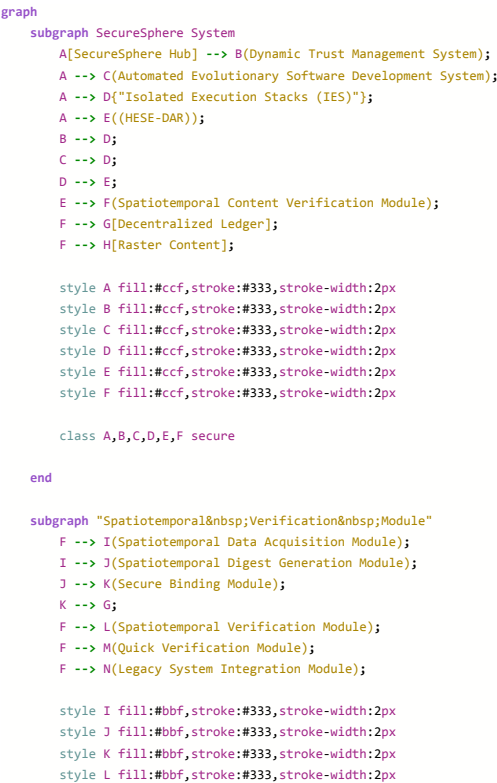 graph
subgraph SecureSphere System
A[SecureSphere Hub] --> B(Dynamic Trust Management System);
A --> C(Automated Evolutionary Software Development System);
A --> D{"Isolated Execution Stacks (IES)"};
A --> E((HESE-DAR));
B --> D;
C --> D;
D --> E;
E --> F(Spatiotemporal Content Verification Module);
F --> G[Decentralized Ledger];
F --> H[Raster Content];
style A fill:#ccf,stroke:#333,stroke-width:2px
style B fill:#ccf,stroke:#333,stroke-width:2px
style C fill:#ccf,stroke:#333,stroke-width:2px
style D fill:#ccf,stroke:#333,stroke-width:2px
style E fill:#ccf,stroke:#333,stroke-width:2px
style F fill:#ccf,stroke:#333,stroke-width:2px
class A,B,C,D,E,F secure
end
subgraph "Spatiotemporal&nbsp;Verification&nbsp;Module"
F --> I(Spatiotemporal Data Acquisition Module);
I --> J(Spatiotemporal Digest Generation Module);
J --> K(Secure Binding Module);
K --> G;
F --> L(Spatiotemporal Verification Module);
F --> M(Quick Verification Module);
F --> N(Legacy System Integration Module);
style I fill:#bbf,stroke:#333,stroke-width:2px
style J fill:#bbf,stroke:#333,stroke-width:2px
style K fill:#bbf,stroke:#333,stroke-width:2px
style L fill:#bbf,stroke:#333,stroke-width:2px